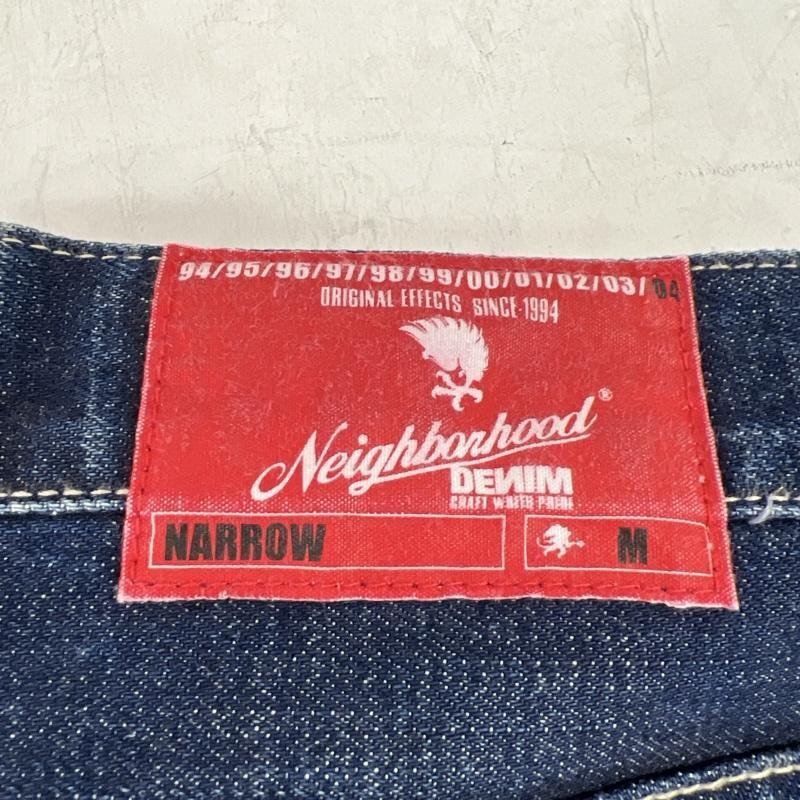 94/95/96/97/98/99/00/01/02/03/04
ORIGINAL EFFECTS SINCE-1994
Neighborhood®
DENIM
CRAFT WITH PRIDE
NARROW
M